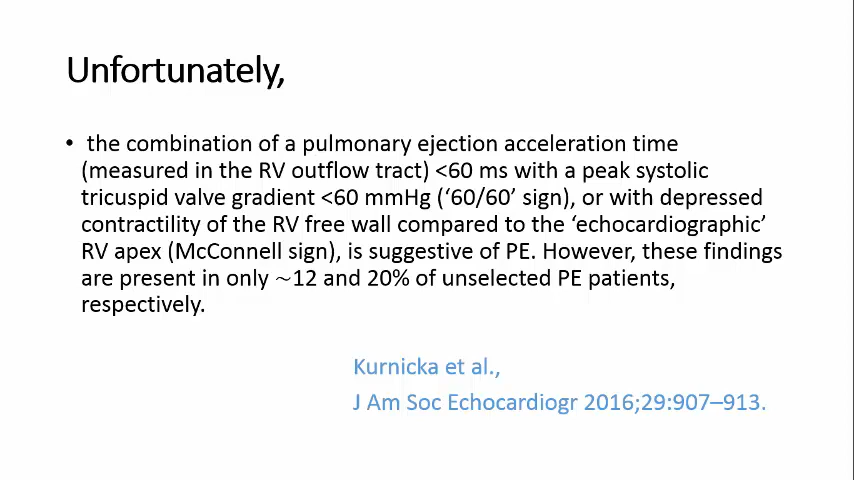 Unfortunately,
• the combination of a pulmonary ejection acceleration time
(measured in the RV outflow tract) <60 ms with a peak systolic
tricuspid valve gradient <60 mmHg (‘60/60’ sign), or with depressed
contractility of the RV free wall compared to the ‘echocardiographic’
RV apex (McConnell sign), is suggestive of PE. However, these findings
are present in only ∼12 and 20% of unselected PE patients,
respectively.
Kurnicka et al.,
J Am Soc Echocardiogr 2016;29:907–913.